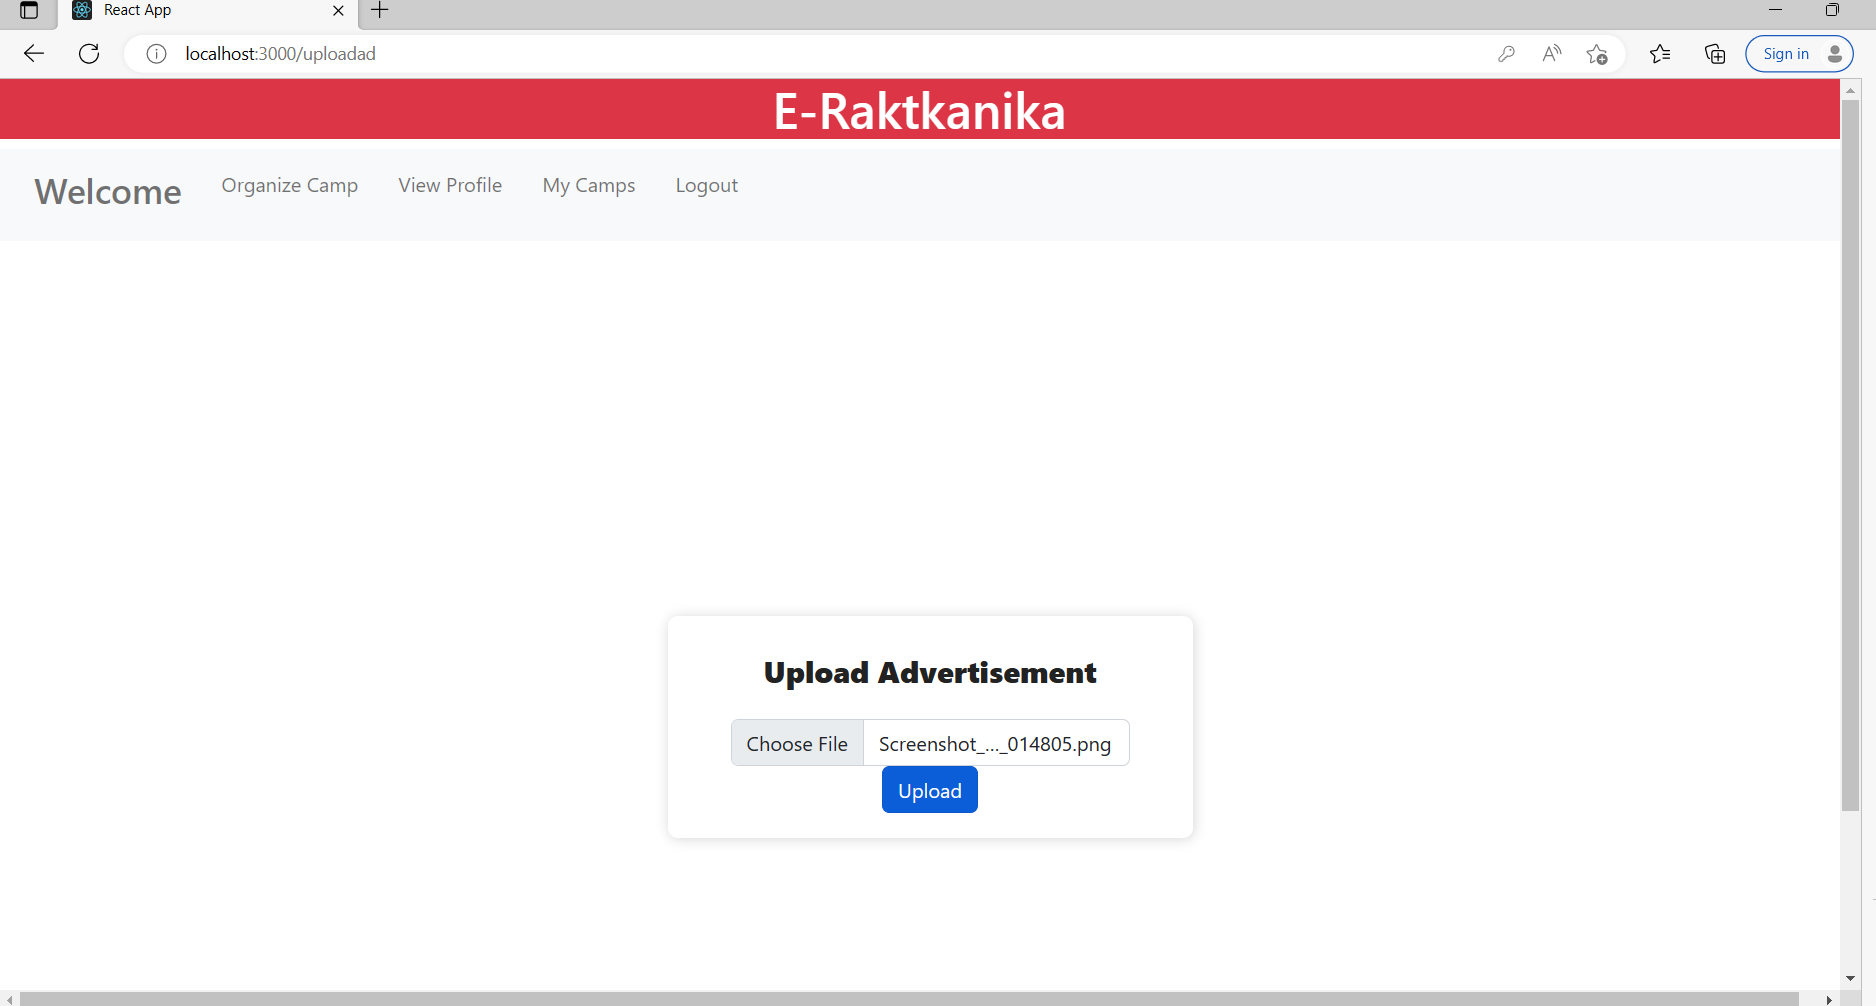 React App
localhost:3000/uploadad
Sign in
E-Raktkanika
Welcome Organize Camp View Profile My Camps Logout
Upload Advertisement
Choose File Screenshot_..._014805.png
Upload